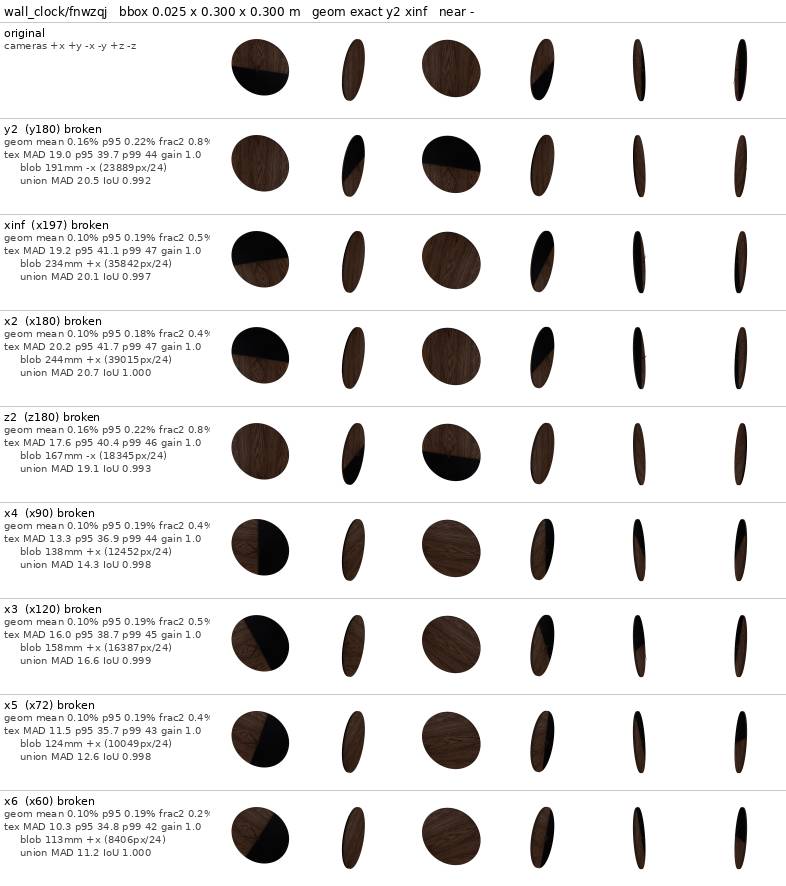 wall_clock/fnwzqj bbox 0.025 x 0.300 x 0.300 m geom exact y2 xinf near -
original
cameras +x +y -x -y +z -z
y2 (y180) broken
geom mean 0.16% p95 0.22% frac2 0.8%
tex MAD 19.0 p95 39.7 p99 44 gain 1.0
blob 191mm -x (23889px/24)
union MAD 20.5 IoU 0.992
xinf (x197) broken
geom mean 0.10% p95 0.19% frac2 0.5%
tex MAD 19.2 p95 41.1 p99 47 gain 1.0
blob 234mm +x (35842px/24)
union MAD 20.1 IoU 0.997
x2 (x180) broken
geom mean 0.10% p95 0.18% frac2 0.4%
tex MAD 20.2 p95 41.7 p99 47 gain 1.0
blob 244mm +x (39015px/24)
union MAD 20.7 IoU 1.000
z2 (z180) broken
geom mean 0.16% p95 0.22% frac2 0.8%
tex MAD 17.6 p95 40.4 p99 46 gain 1.0
blob 167mm -x (18345px/24)
union MAD 19.1 IoU 0.993
x4 (x90) broken
geom mean 0.10% p95 0.19% frac2 0.4%
tex MAD 13.3 p95 36.9 p99 44 gain 1.0
blob 138mm +x (12452px/24)
union MAD 14.3 IoU 0.998
x3 (x120) broken
geom mean 0.10% p95 0.19% frac2 0.5%
tex MAD 16.0 p95 38.7 p99 45 gain 1.0
blob 158mm +x (16387px/24)
union MAD 16.6 IoU 0.999
x5 (x72) broken
geom mean 0.10% p95 0.19% frac2 0.4%
tex MAD 11.5 p95 35.7 p99 43 gain 1.0
blob 124mm +x (10049px/24)
union MAD 12.6 IoU 0.998
x6 (x60) broken
geom mean 0.10% p95 0.19% frac2 0.2%
tex MAD 10.3 p95 34.8 p99 42 gain 1.0
blob 113mm +x (8406px/24)
union MAD 11.2 IoU 1.000